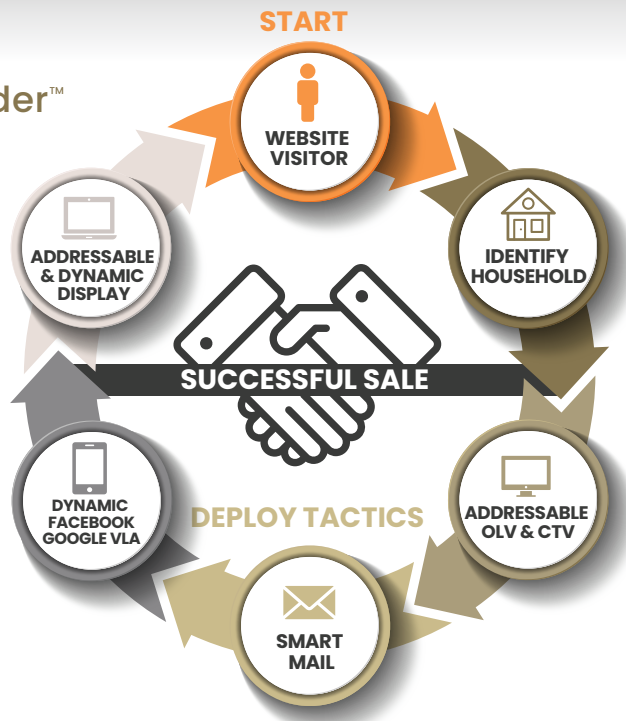 START
der™
WEBSITE
VISITOR
IDENTIFY
HOUSEHOLD
ADDRESSABLE
& DYNAMIC
DISPLAY
SUCCESSFUL SALE
ADDRESSABLE
OLV & CTV
DEPLOY TACTICS
DYNAMIC
FACEBOOK
GOOGLE VLA
SMART
MAIL